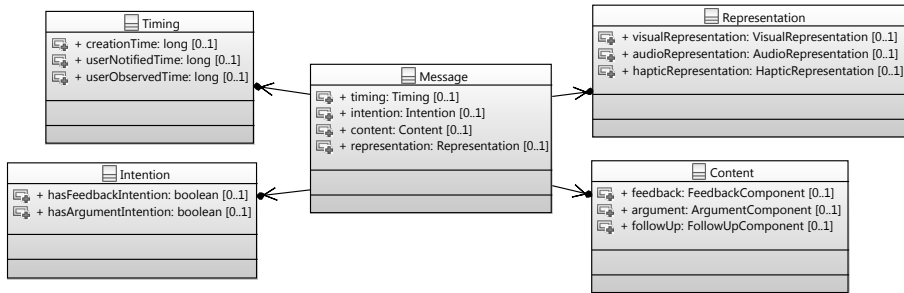 Timing
+ creationTime: long [0..1]
+ userNotifiedTime: long [0..1]
+ userObservedTime: long [0..1]
Message
+ timing: Timing [0..1]
+ intention: Intention [0..1]
+ content: Content [0..1]
+ representation: Representation [0..1]
Representation
+ visualRepresentation: VisualRepresentation [0..1]
+ audioRepresentation: AudioRepresentation [0..1]
+ hapticRepresentation: HapticRepresentation [0..1]
Intention
+ hasFeedbackIntention: boolean [0..1]
+ hasArgumentIntention: boolean [0..1]
Content
+ feedback: FeedbackComponent [0..1]
+ argument: ArgumentComponent [0..1]
+ followUp: FollowUpComponent [0..1]